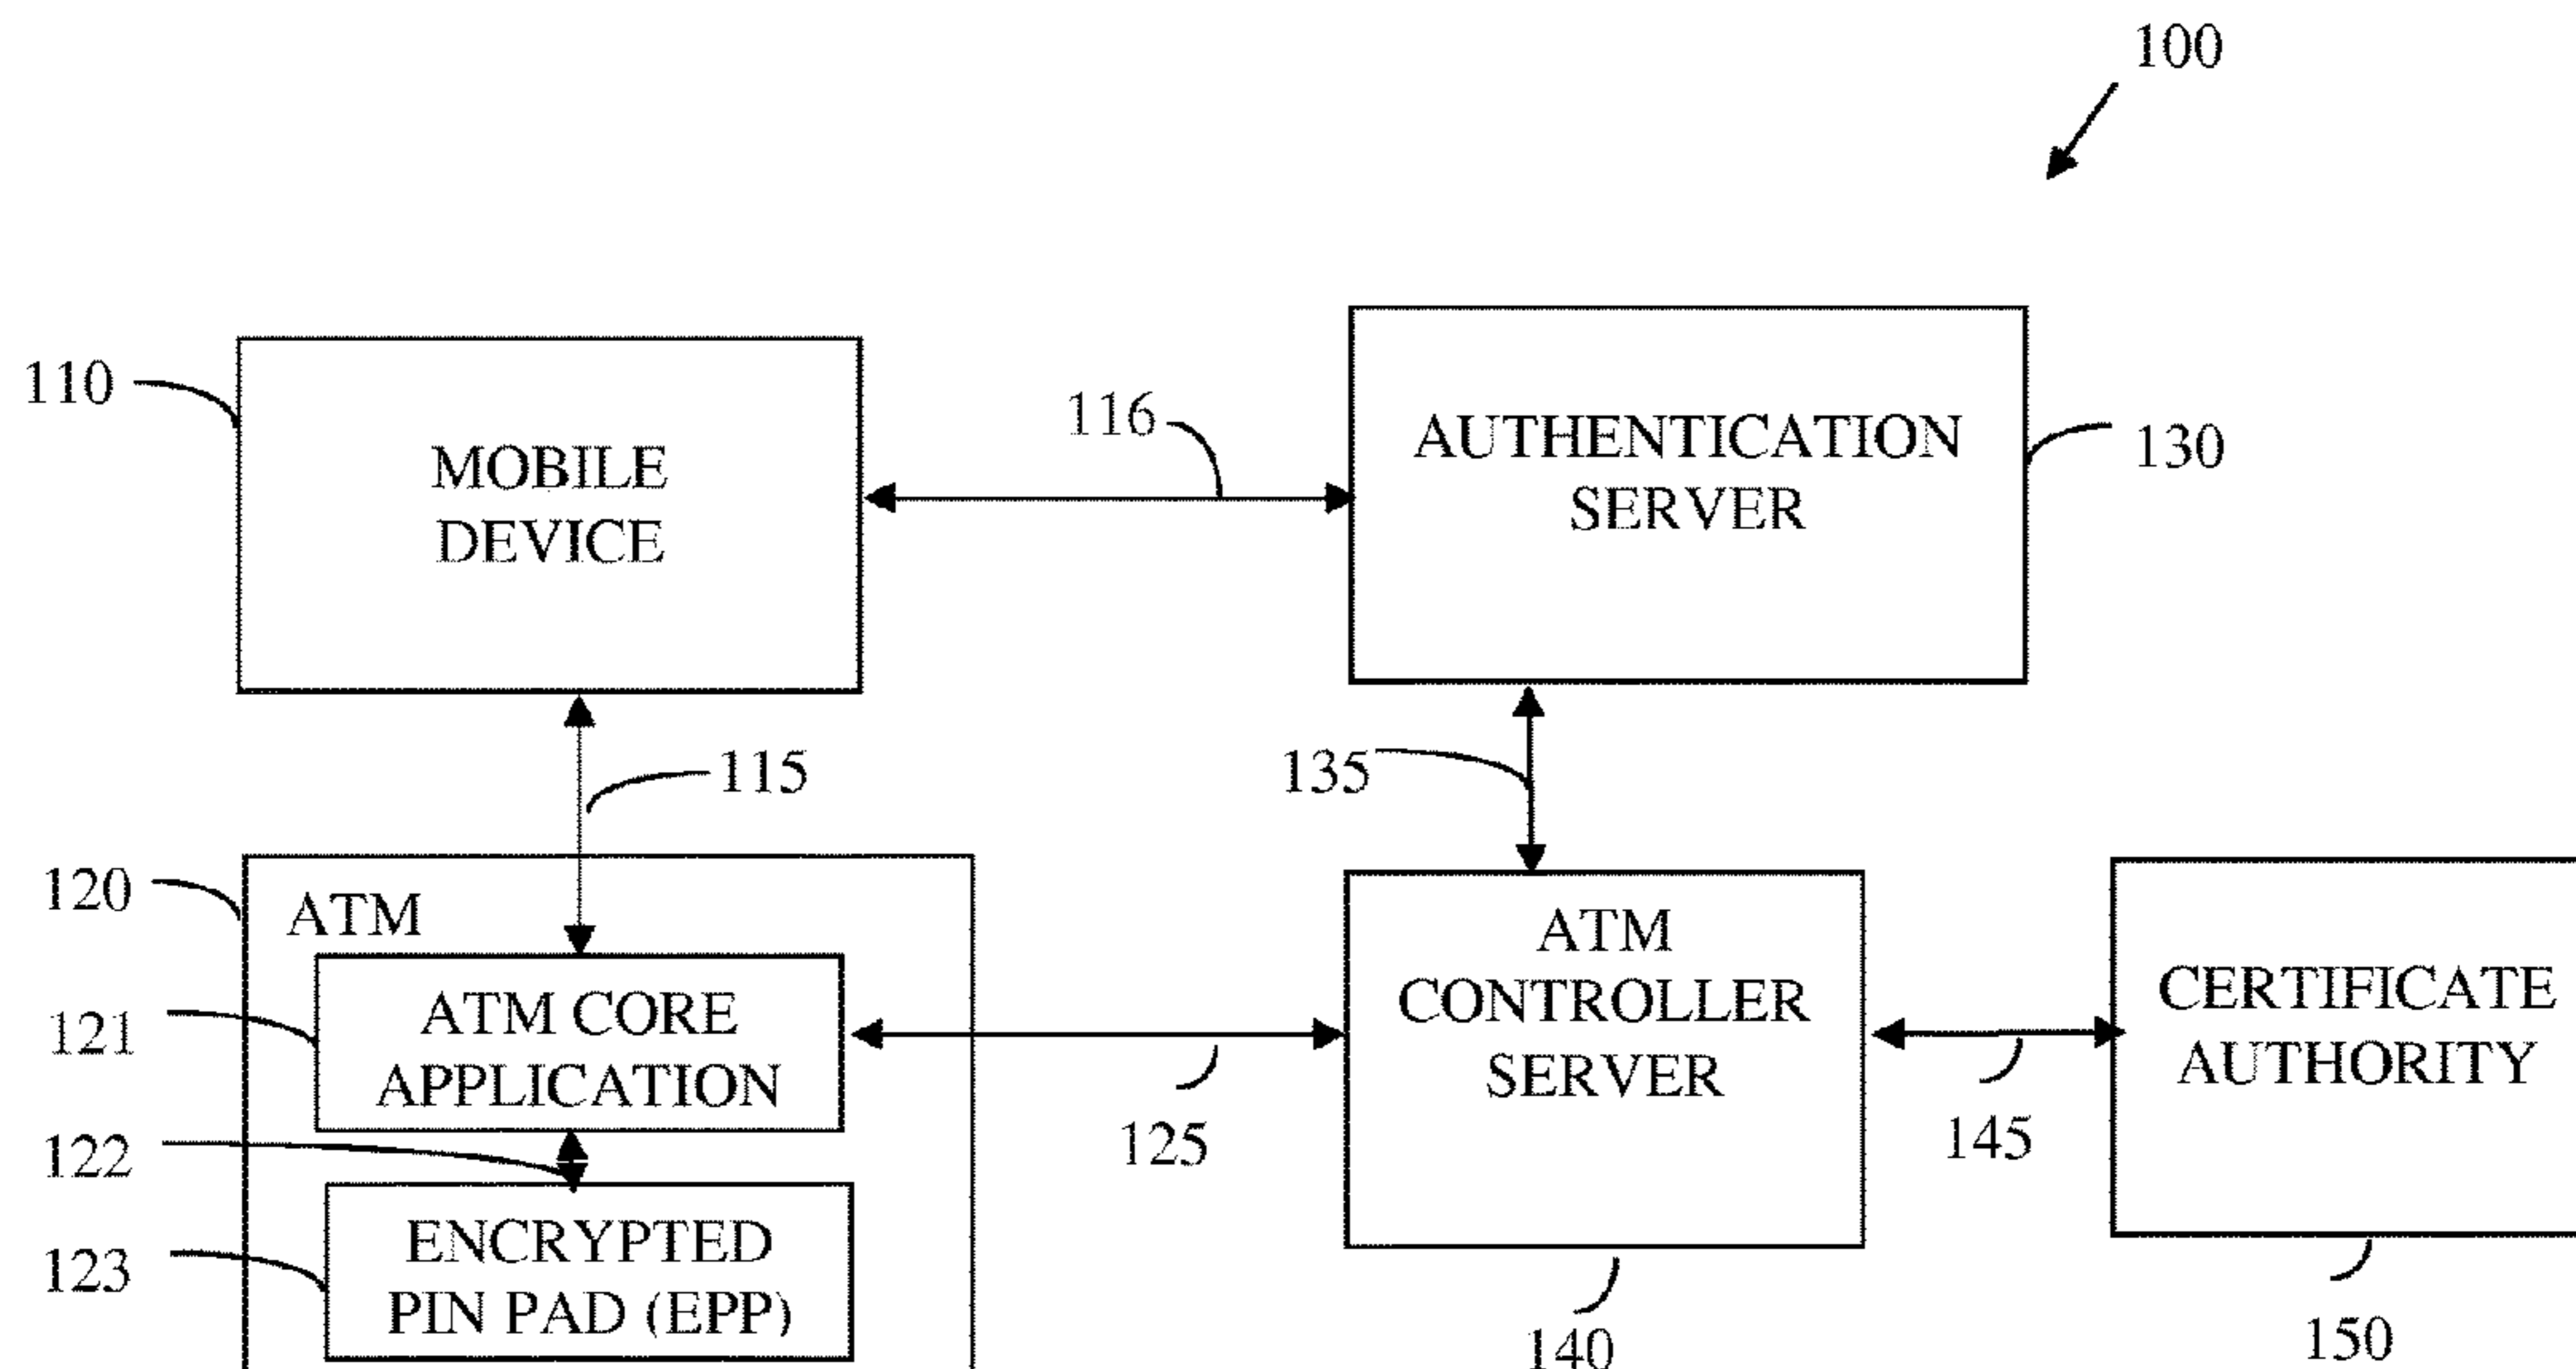 100
110
MOBILE
DEVICE
116
AUTHENTICATION
SERVER
130
115
135
120
ATM
121
ATM CORE
APPLICATION
122
123
ENCRYPTED
PIN PAD (EPP)
125
ATM
CONTROLLER
SERVER
140
145
CERTIFICATE
AUTHORITY
150